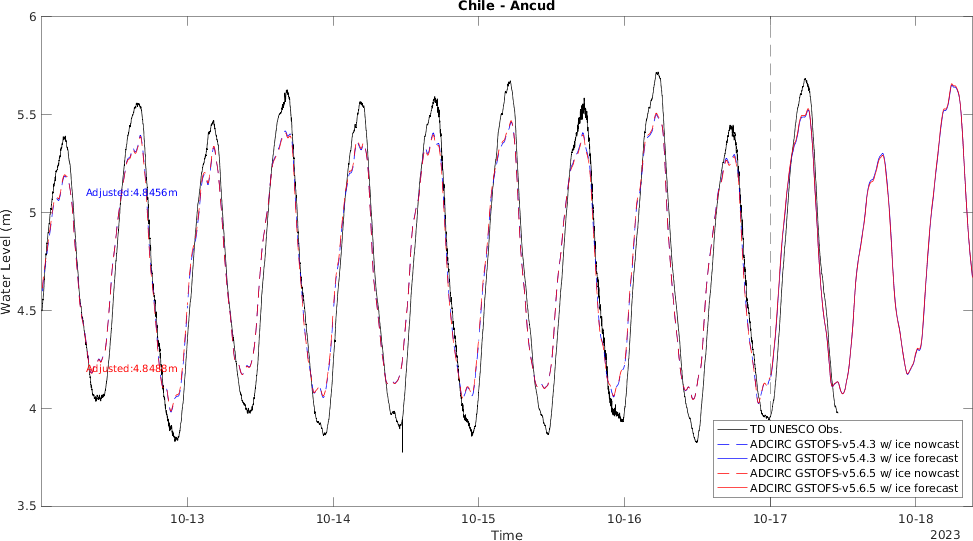 Chile - Ancud
6
5.5
5
4.5
4
3.5
Water Level (m)
Adjusted:4.8456m
Adjusted:4.8488m
TD UNESCO Obs.
ADCIRC GSTOFS-v5.4.3 w/ ice nowcast
ADCIRC GSTOFS-v5.4.3 w/ ice forecast
ADCIRC GSTOFS-v5.6.5 w/ ice nowcast
ADCIRC GSTOFS-v5.6.5 w/ ice forecast
10-13 10-14 10-15 10-16 10-17 10-18
Time
2023